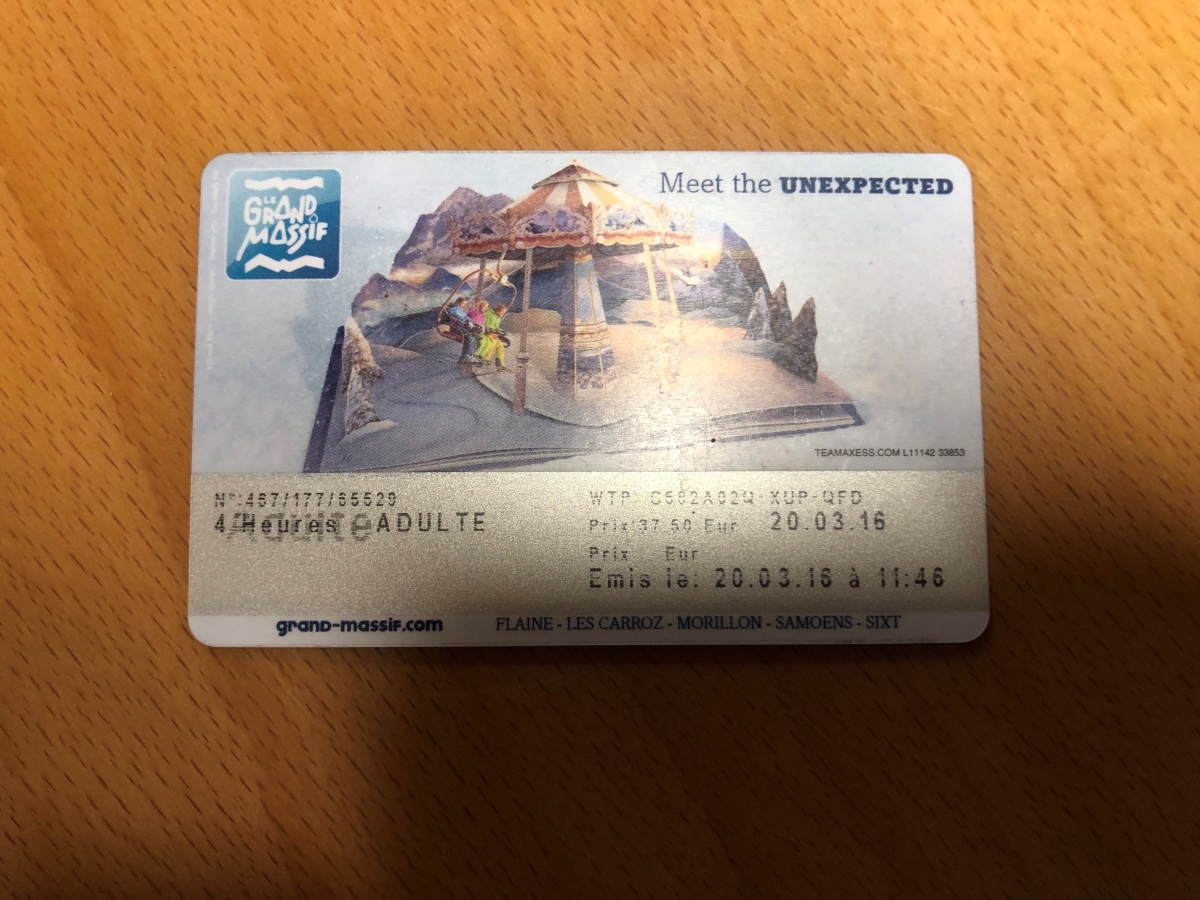 LE
GRAND
MASSIF
Meet the UNEXPECTED
TEAMAXESS.COM L11142 33853
N°:467/177/65529
4 Heures ADULTE
Adulte
WTP C592A02Q-XUP-QFD
Prix 37.50 Eur 20.03.16
Prix Eur
Emis le: 20.03.16 à 11:46
grand-massif.com
FLAINE - LES CARROZ - MORILLON - SAMOENS - SIXT